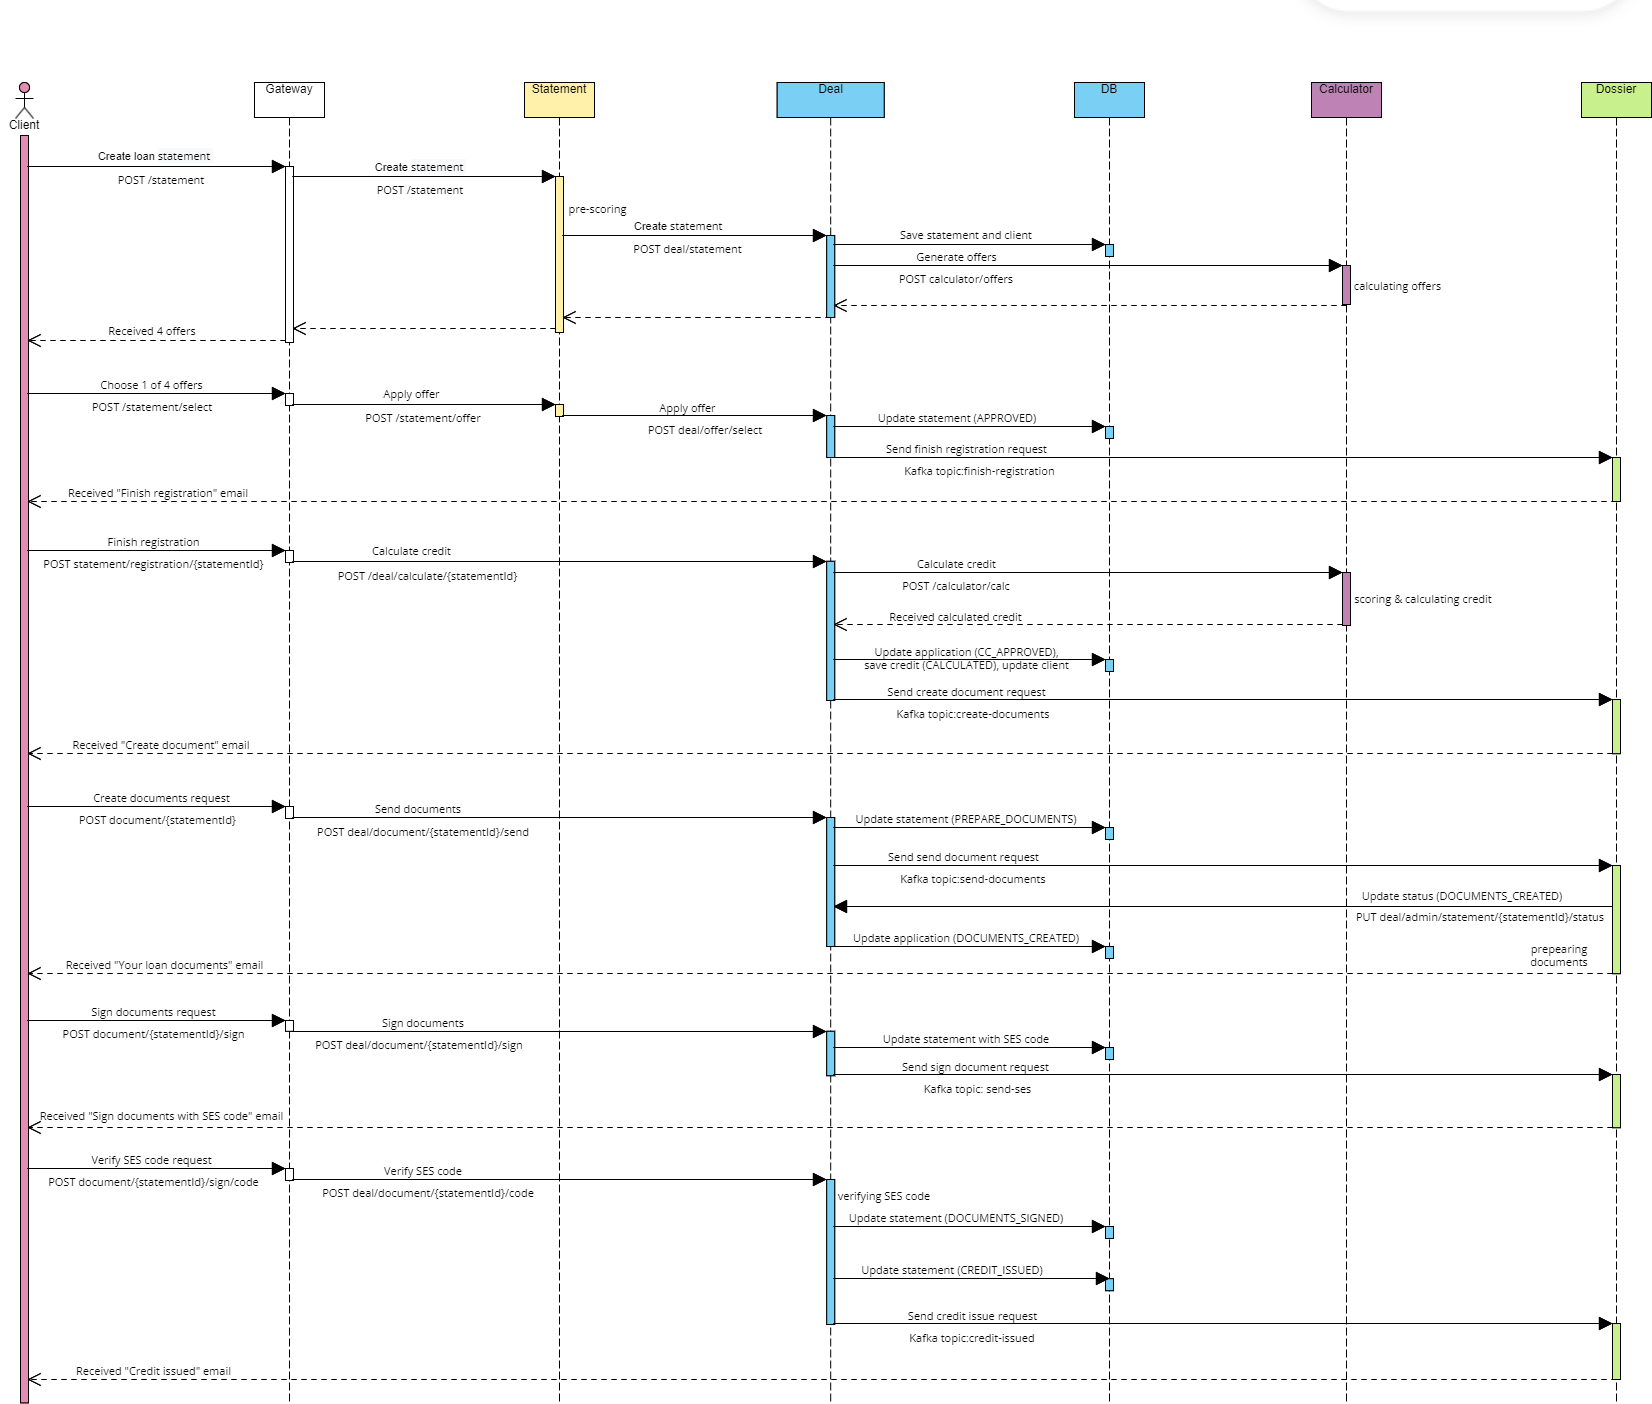 Gateway
Statement
Deal
DB
Calculator
Dossier
Client
Create loan statement
POST /statement
Create statement
POST /statement
pre-scoring
Create statement
POST deal/statement
Save statement and client
Generate offers
POST calculator/offers
calculating offers
Received 4 offers
Choose 1 of 4 offers
POST /statement/select
Apply offer
POST /statement/offer
Apply offer
POST deal/offer/select
Update statement (APPROVED)
Send finish registration request
Kafka topic:finish-registration
Received "Finish registration" email
Finish registration
POST statement/registration/{statementId}
Calculate credit
POST /deal/calculate/{statementId}
Calculate credit
POST /calculator/calc
scoring & calculating credit
Received calculated credit
Update application (CC_APPROVED),
save credit (CALCULATED), update client
Send create document request
Kafka topic:create-documents
Received "Create document" email
Create documents request
POST document/{statementId}
Send documents
POST deal/document/{statementId}/send
Update statement (PREPARE_DOCUMENTS)
Send send document request
Kafka topic:send-documents
Update status (DOCUMENTS_CREATED)
PUT deal/admin/statement/{statementId}/status
Update application (DOCUMENTS_CREATED)
prepearing
documents
Received "Your loan documents" email
Sign documents request
POST document/{statementId}/sign
Sign documents
POST deal/document/{statementId}/sign
Update statement with SES code
Send sign document request
Kafka topic: send-ses
Received "Sign documents with SES code" email
Verify SES code request
POST document/{statementId}/sign/code
Verify SES code
POST deal/document/{statementId}/code
verifying SES code
Update statement (DOCUMENTS_SIGNED)
Update statement (CREDIT_ISSUED)
Send credit issue request
Kafka topic:credit-issued
Received "Credit issued" email